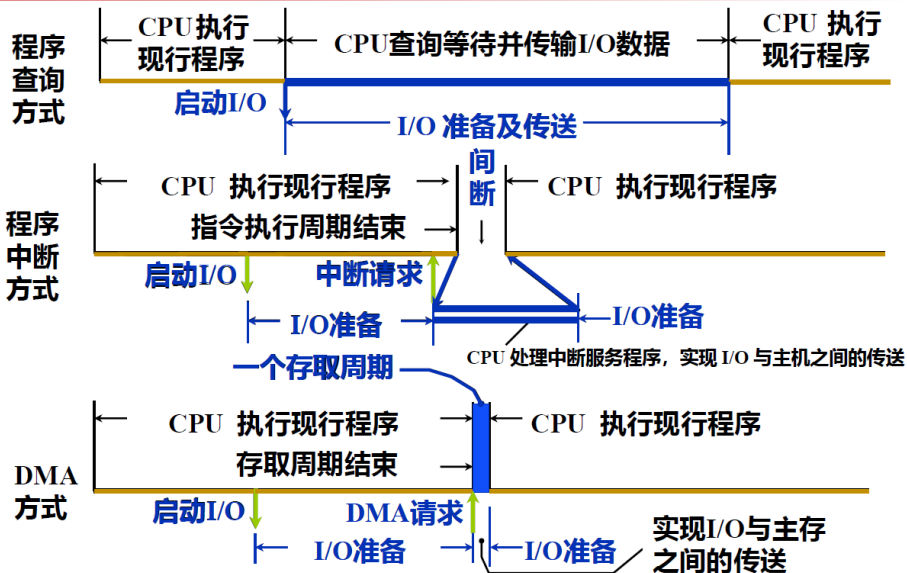 程序
查询
方式
CPU 执行
现行程序
CPU查询等待并传输I/O数据
CPU 执行
现行程序
启动I/O
I/O 准备及传送
程序
中断
方式
CPU 执行现行程序
间
断
CPU 执行现行程序
指令执行周期结束
启动I/O
中断请求
I/O准备
I/O准备
CPU 处理中断服务程序，实现 I/O 与主机之间的传送
一个存取周期
DMA
方式
CPU 执行现行程序
CPU 执行现行程序
存取周期结束
启动I/O
DMA请求
I/O准备
I/O准备
实现I/O与主存
之间的传送